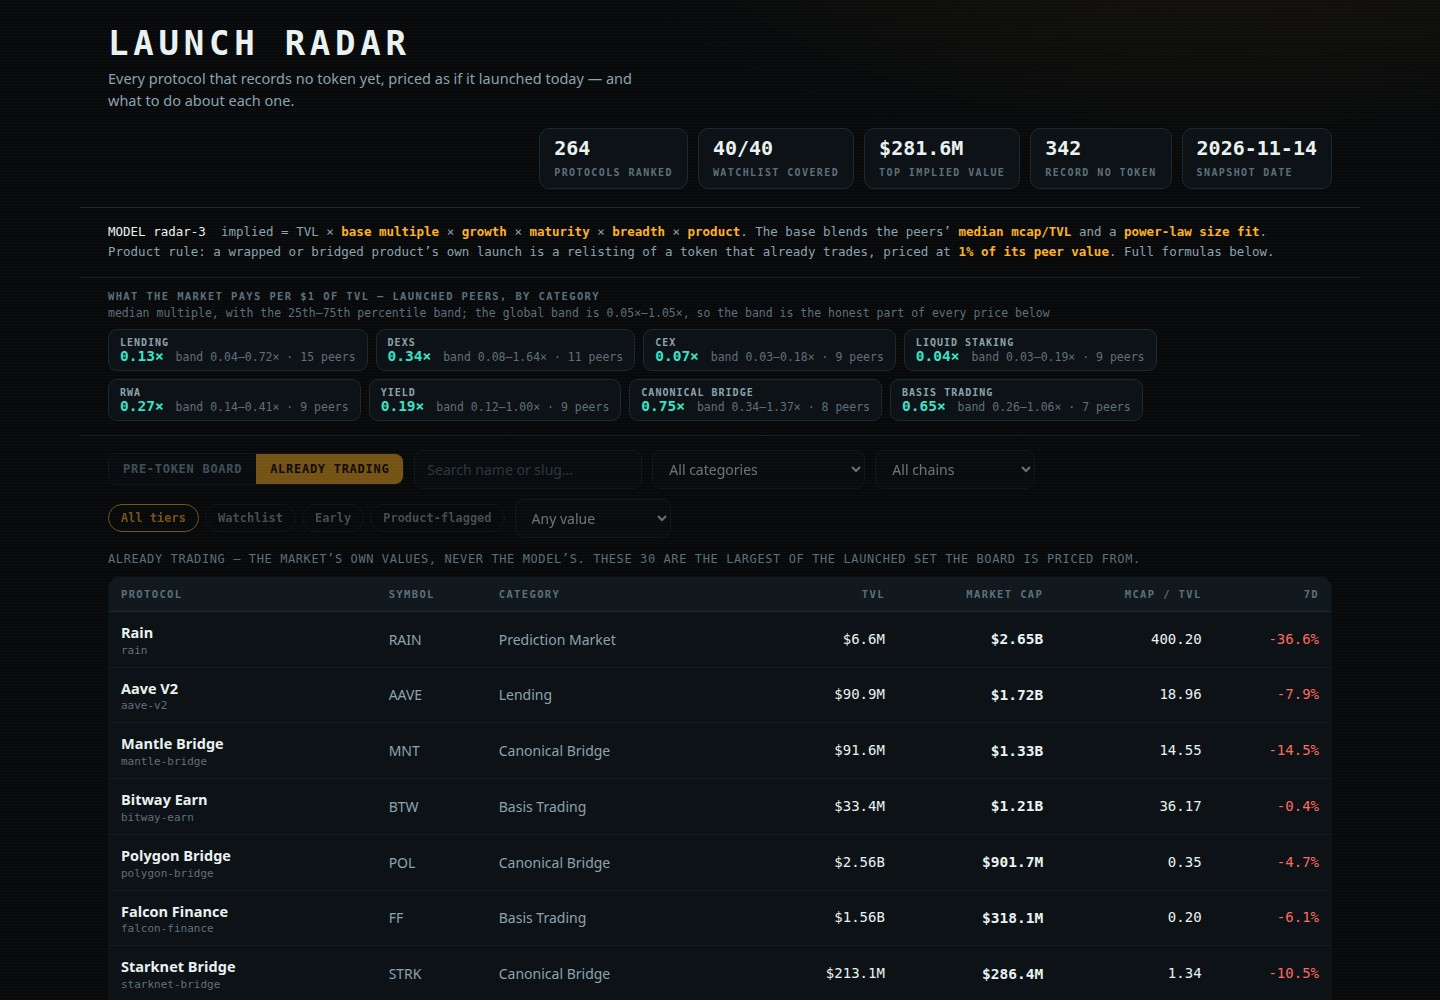 LAUNCH RADAR
Every protocol that records no token yet, priced as if it launched today — and
what to do about each one.
264
PROTOCOLS RANKED
40/40
WATCHLIST COVERED
$281.6M
TOP IMPLIED VALUE
342
RECORD NO TOKEN
2026-11-14
SNAPSHOT DATE
MODEL radar-3 implied = TVL × base multiple × growth × maturity × breadth × product. The base blends the peers’ median mcap/TVL and a power-law size fit.
Product rule: a wrapped or bridged product’s own launch is a relisting of a token that already trades, priced at 1% of its peer value. Full formulas below.
WHAT THE MARKET PAYS PER $1 OF TVL — LAUNCHED PEERS, BY CATEGORY
median multiple, with the 25th–75th percentile band; the global band is 0.05×–1.05×, so the band is the honest part of every price below
LENDING
0.13× band 0.04–0.72× · 15 peers
DEXS
0.34× band 0.08–1.64× · 11 peers
CEX
0.07× band 0.03–0.18× · 9 peers
LIQUID STAKING
0.04× band 0.03–0.19× · 9 peers
RWA
0.27× band 0.14–0.41× · 9 peers
YIELD
0.19× band 0.12–1.00× · 9 peers
CANONICAL BRIDGE
0.75× band 0.34–1.37× · 8 peers
BASIS TRADING
0.65× band 0.26–1.06× · 7 peers
PRE-TOKEN BOARD ALREADY TRADING Search name or slug… All categories All chains
All tiers Watchlist Early Product-flagged Any value
ALREADY TRADING — THE MARKET’S OWN VALUES, NEVER THE MODEL’S. THESE 30 ARE THE LARGEST OF THE LAUNCHED SET THE BOARD IS PRICED FROM.
PROTOCOL SYMBOL CATEGORY TVL MARKET CAP MCAP / TVL 7D
Rain RAIN Prediction Market $6.6M $2.65B 400.20 -36.6%
rain
Aave V2 AAVE Lending $90.9M $1.72B 18.96 -7.9%
aave-v2
Mantle Bridge MNT Canonical Bridge $91.6M $1.33B 14.55 -14.5%
mantle-bridge
Bitway Earn BTW Basis Trading $33.4M $1.21B 36.17 -0.4%
bitway-earn
Polygon Bridge POL Canonical Bridge $2.56B $901.7M 0.35 -4.7%
polygon-bridge
Falcon Finance FF Basis Trading $1.56B $318.1M 0.20 -6.1%
falcon-finance
Starknet Bridge STRK Canonical Bridge $213.1M $286.4M 1.34 -10.5%
starknet-bridge